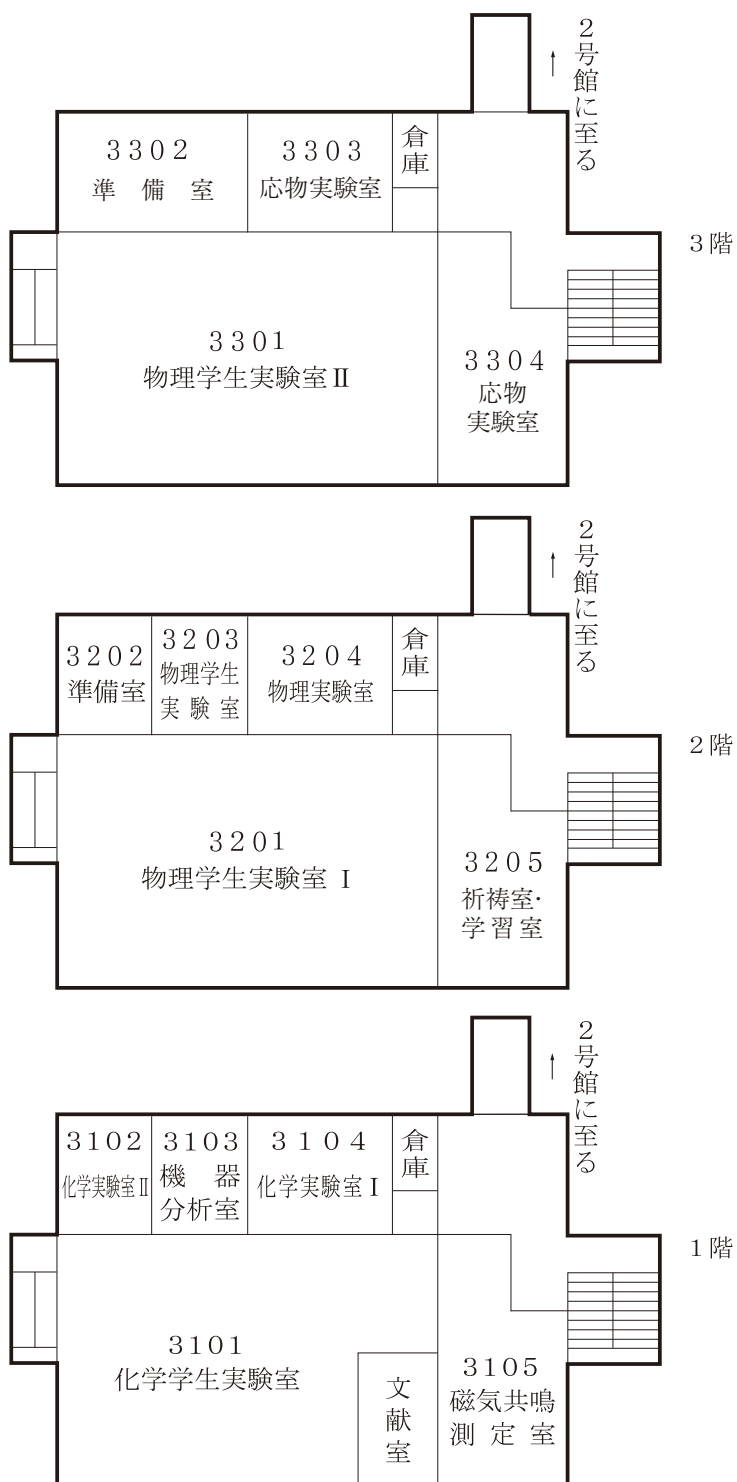 2号館に至る
↑
3302
準備室
3303
応物実験室
倉庫
3階
3301
物理学生実験室Ⅱ
3304
応物
実験室
2号館に至る
↑
3202
準備室
3203
物理学生
実験室
3204
物理実験室
倉庫
2階
3201
物理学生実験室 Ⅰ
3205
祈祷室・
学習室
2号館に至る
↑
3102
化学実験室Ⅱ
3103
機器
分析室
3104
化学実験室Ⅰ
倉庫
1階
3101
化学学生実験室
文献室
3105
磁気共鳴
測定室